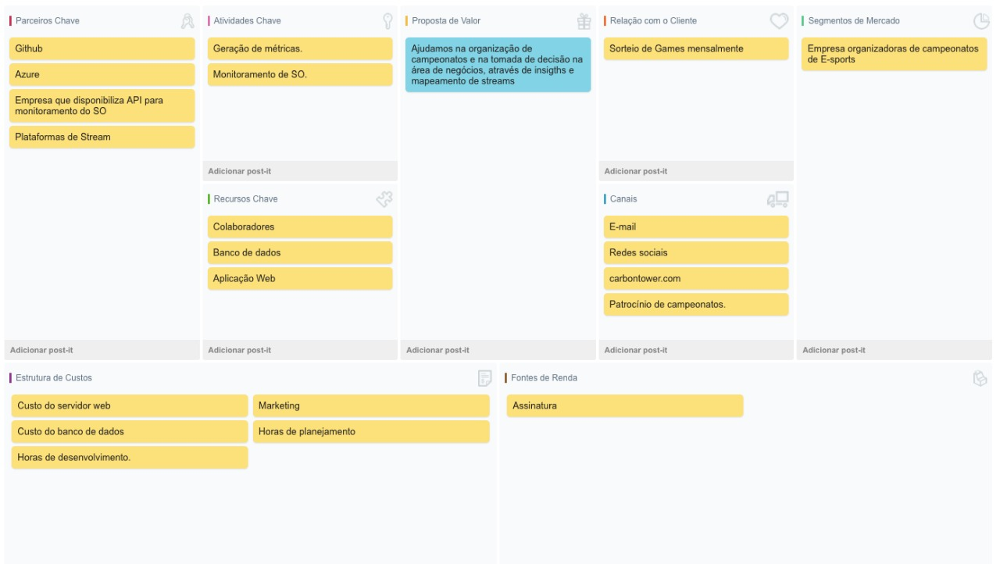 Parceiros Chave
Github
Azure
Empresa que disponibiliza API para
monitoramento do SO
Plataformas de Stream
Adicionar post-it
Atividades Chave
Geração de métricas.
Monitoramento de SO.
Adicionar post-it
Recursos Chave
Colaboradores
Banco de dados
Aplicação Web
Adicionar post-it
Proposta de Valor
Ajudamos na organização de
campeonatos e na tomada de decisão na
área de negócios, através de insigths e
mapeamento de streams
Adicionar post-it
Relação com o Cliente
Sorteio de Games mensalmente
Adicionar post-it
Canais
E-mail
Redes sociais
carbontower.com
Patrocínio de campeonatos.
Adicionar post-it
Segmentos de Mercado
Empresa organizadoras de campeonatos
de E-sports
Adicionar post-it
Estrutura de Custos
Custo do servidor web
Custo do banco de dados
Horas de desenvolvimento.
Marketing
Horas de planejamento
Fontes de Renda
Assinatura